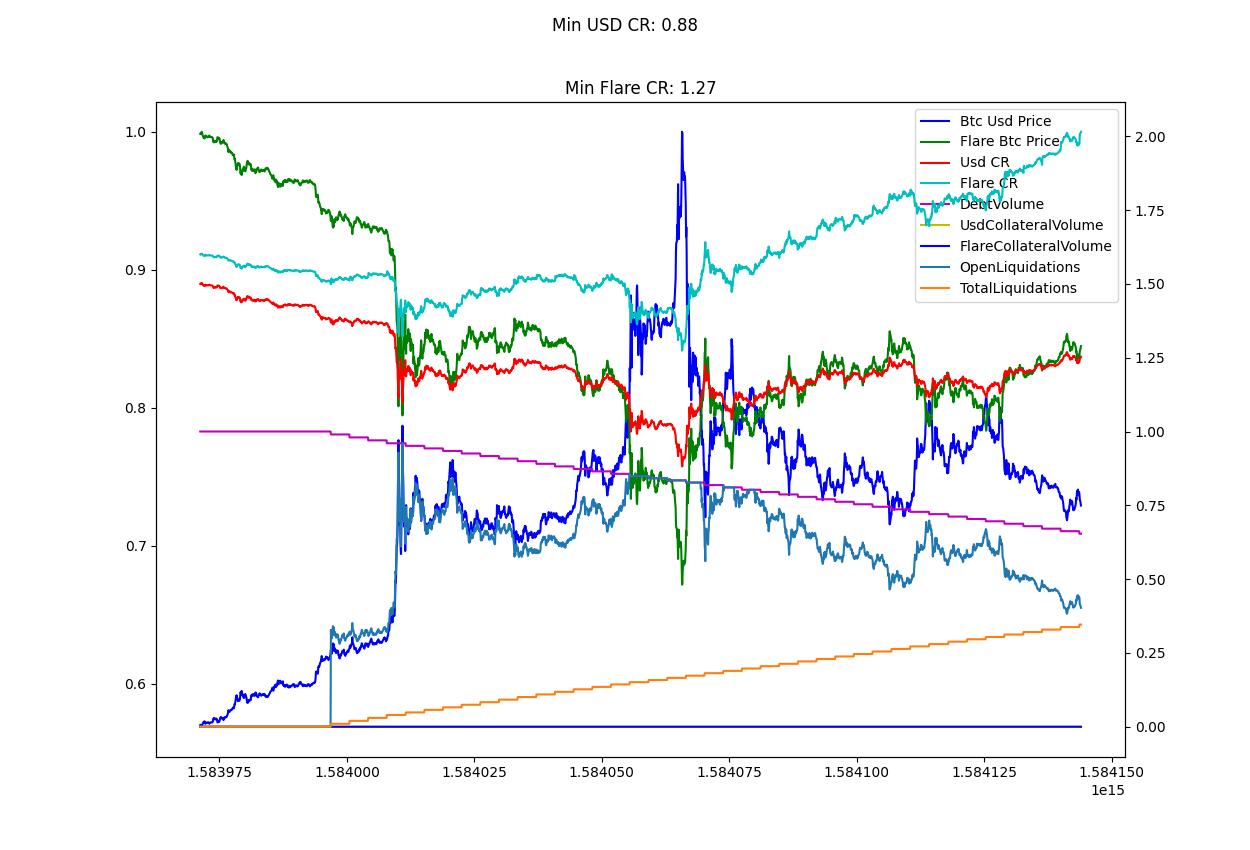 Min USD CR: 0.88
Min Flare CR: 1.27
Btc Usd Price
Flare Btc Price
Usd CR
Flare CR
DebtVolume
UsdCollateralVolume
FlareCollateralVolume
OpenLiquidations
TotalLiquidations
1.0
0.9
0.8
0.7
0.6
2.00
1.75
1.50
1.25
1.00
0.75
0.50
0.25
0.00
1.583975 1.584000 1.584025 1.584050 1.584075 1.584100 1.584125 1.584150
1e15